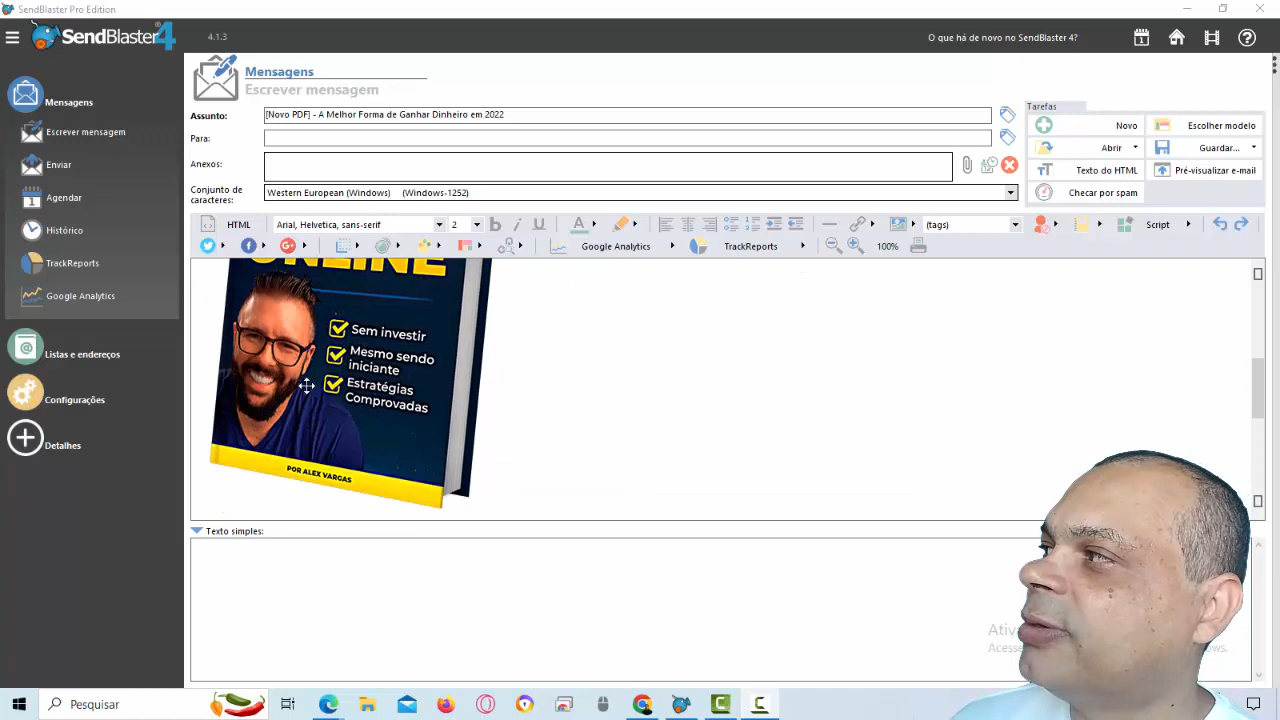 SendBlaster Pro Edition
SendBlaster 4
4.1.3
O que há de novo no SendBlaster 4?
Mensagens
Escrever mensagem
Mensagens
Escrever mensagem
Enviar
Agendar
Histórico
TrackReports
Google Analytics
Listas e endereços
Configurações
Detalhes
Assunto:
[Novo PDF] - A Melhor Forma de Ganhar Dinheiro em 2022
Para:
Anexos:
Conjunto de caracteres:
Western European (Windows) (Windows-1252)
Tarefas
Novo
Escolher modelo
Abrir
Guardar...
Texto do HTML
Pré-visualizar e-mail
Checar por spam
HTML
Arial, Helvetica, sans-serif
2
b i U
A
(tags)
Script
Google Analytics
TrackReports
100%
ONLINE
Sem investir
Mesmo sendo
iniciante
Estratégias
Comprovadas
POR ALEX VARGAS
Texto simples:
Pesquisar